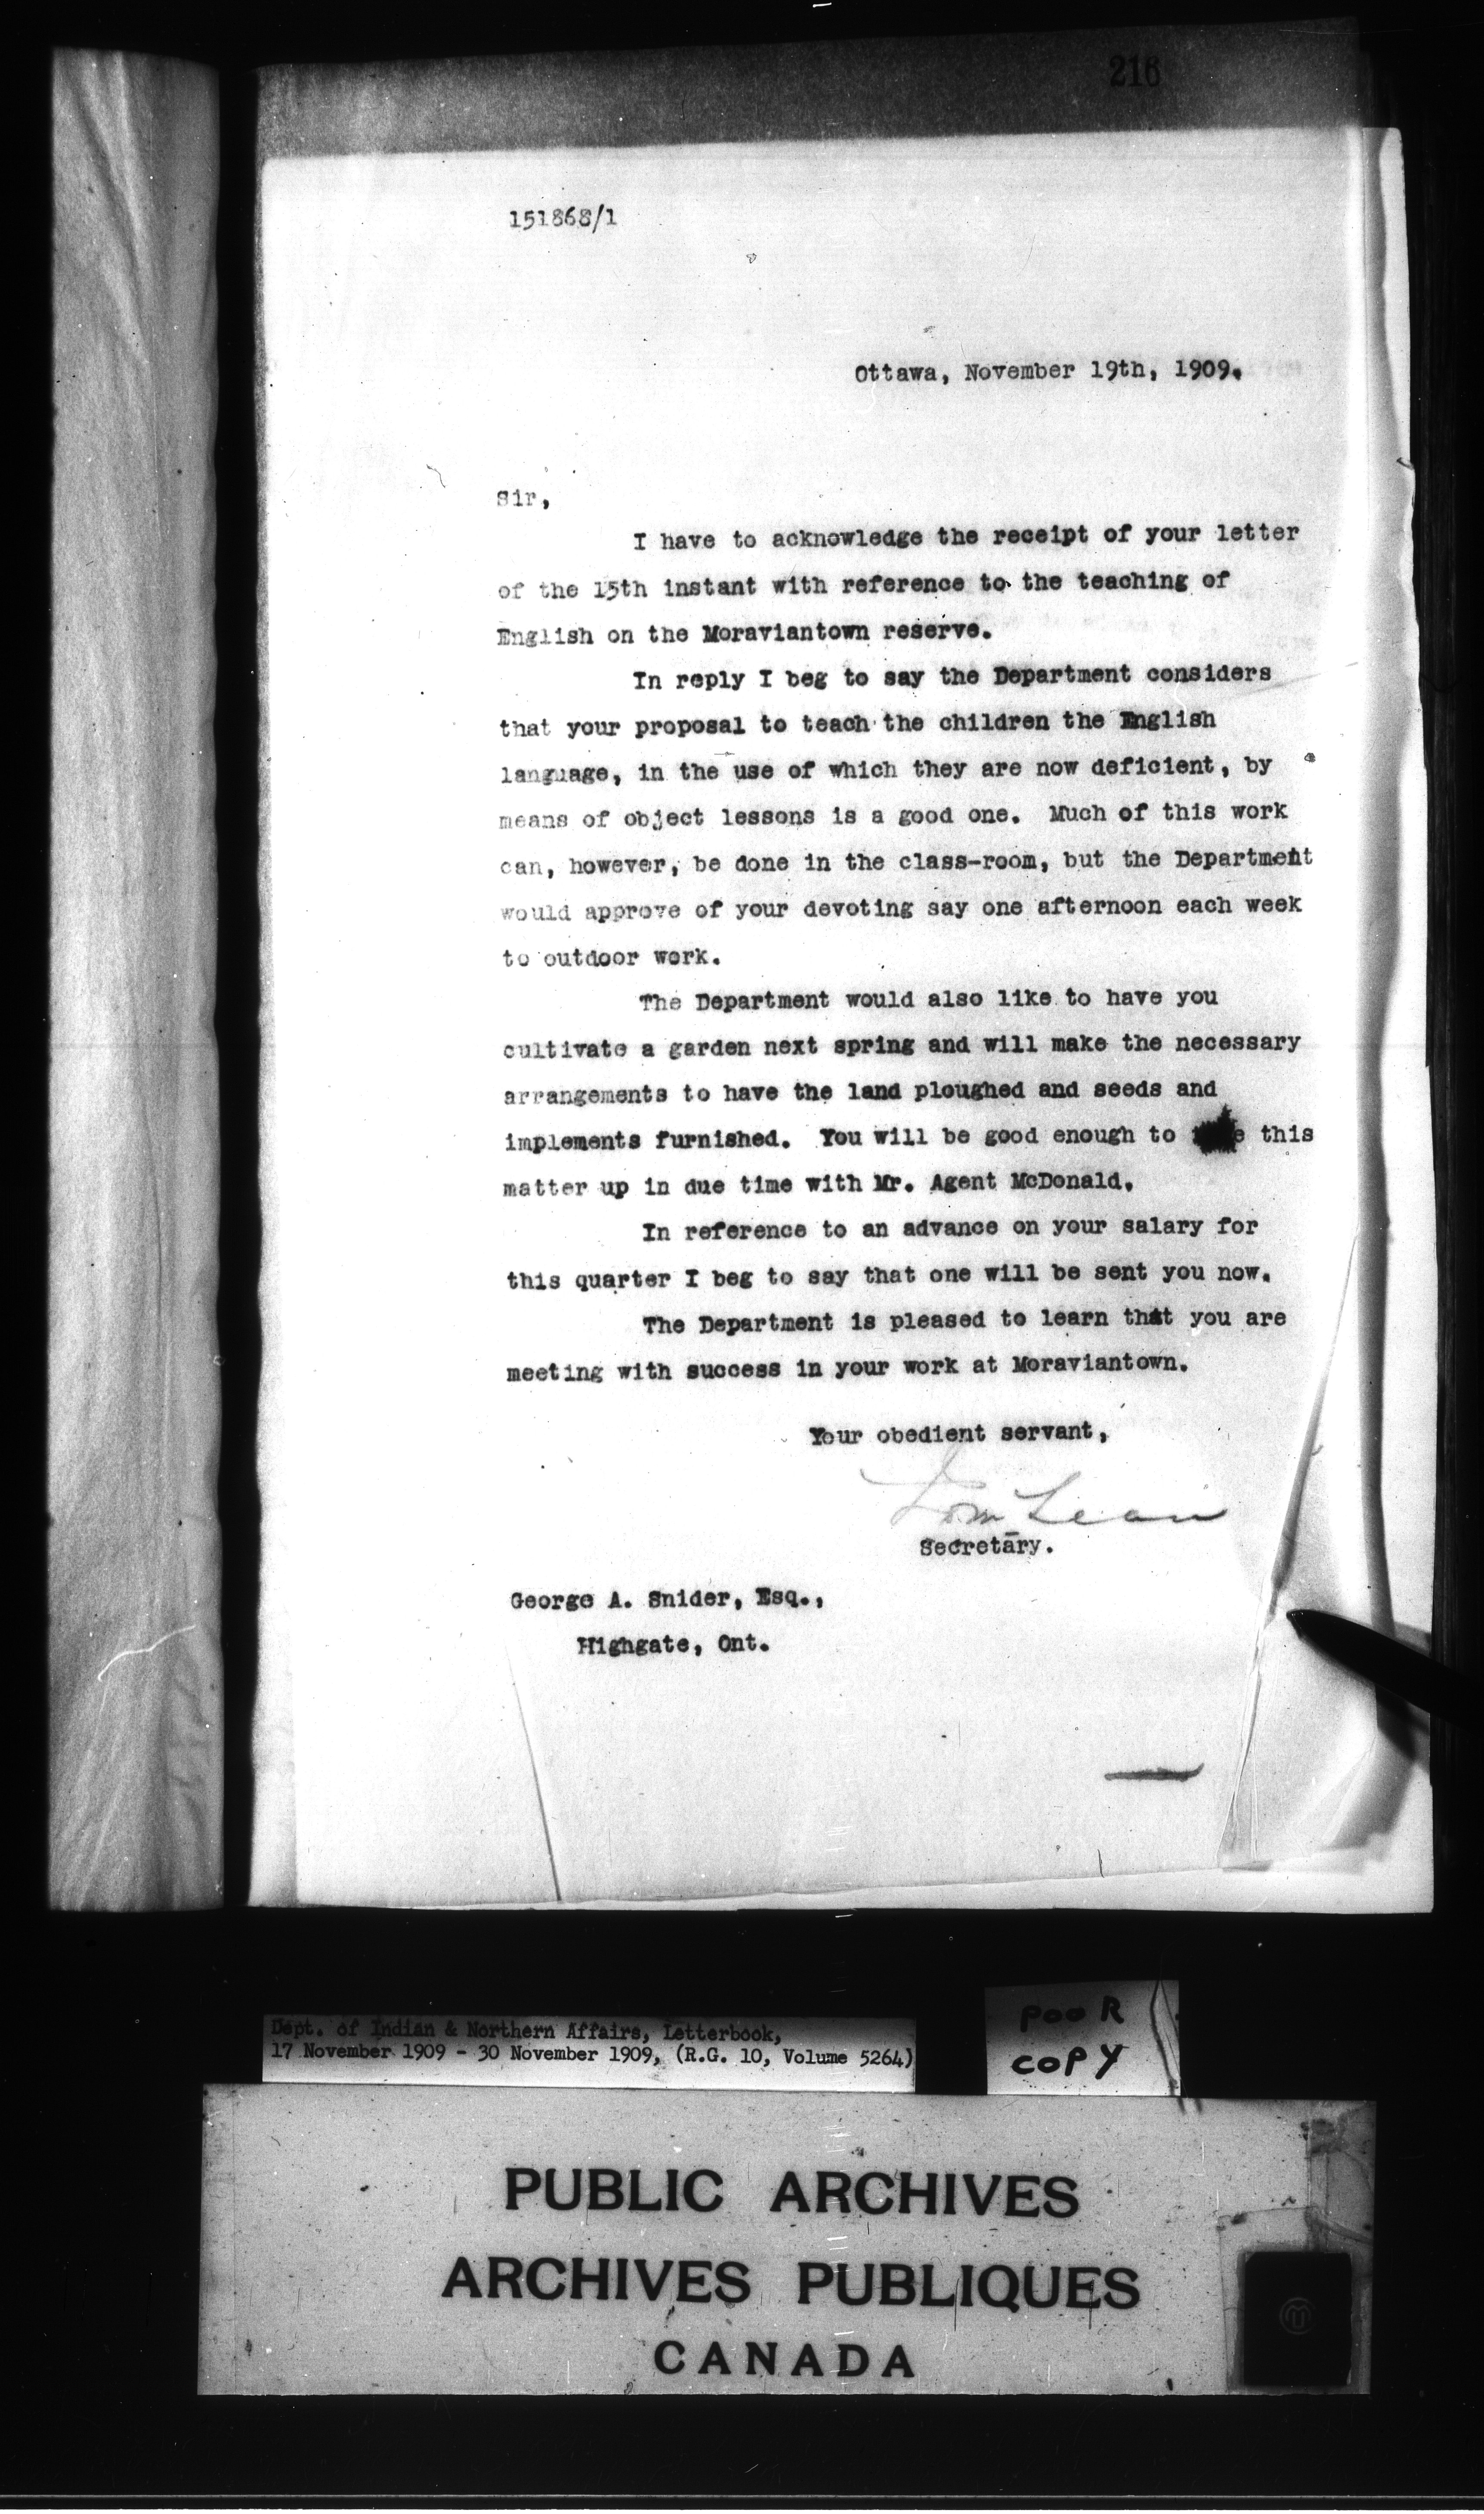 216
151868/1
Ottawa, November 19th, 1909.
Sir,
I have to acknowledge the receipt of your letter
of the 15th instant with reference to the teaching of
English on the Moraviantown reserve.
In reply I beg to say the Department considers
that your proposal to teach the children the English
language, in the use of which they are now deficient, by
means of object lessons is a good one. Much of this work
can, however, be done in the class-room, but the Department
would approve of your devoting say one afternoon each week
to outdoor work.
The Department would also like to have you
cultivate a garden next spring and will make the necessary
arrangements to have the land ploughed and seeds and
implements furnished. You will be good enough to this
matter up in due time with Mr. Agent McDonald.
In reference to an advance on your salary for
this quarter I beg to say that one will be sent you now.
The Department is pleased to learn that you are
meeting with success in your work at Moraviantown.
Your obedient servant,
Secretary.
George A. Snider, Esq.,
Highgate, Ont.
Dept. of Indian & Northern Affairs, Letterbook,
17 November 1909 - 30 November 1909, (R.G. 10, Volume 5264)
POOR
COPY
PUBLIC ARCHIVES
ARCHIVES PUBLIQUES
CANADA